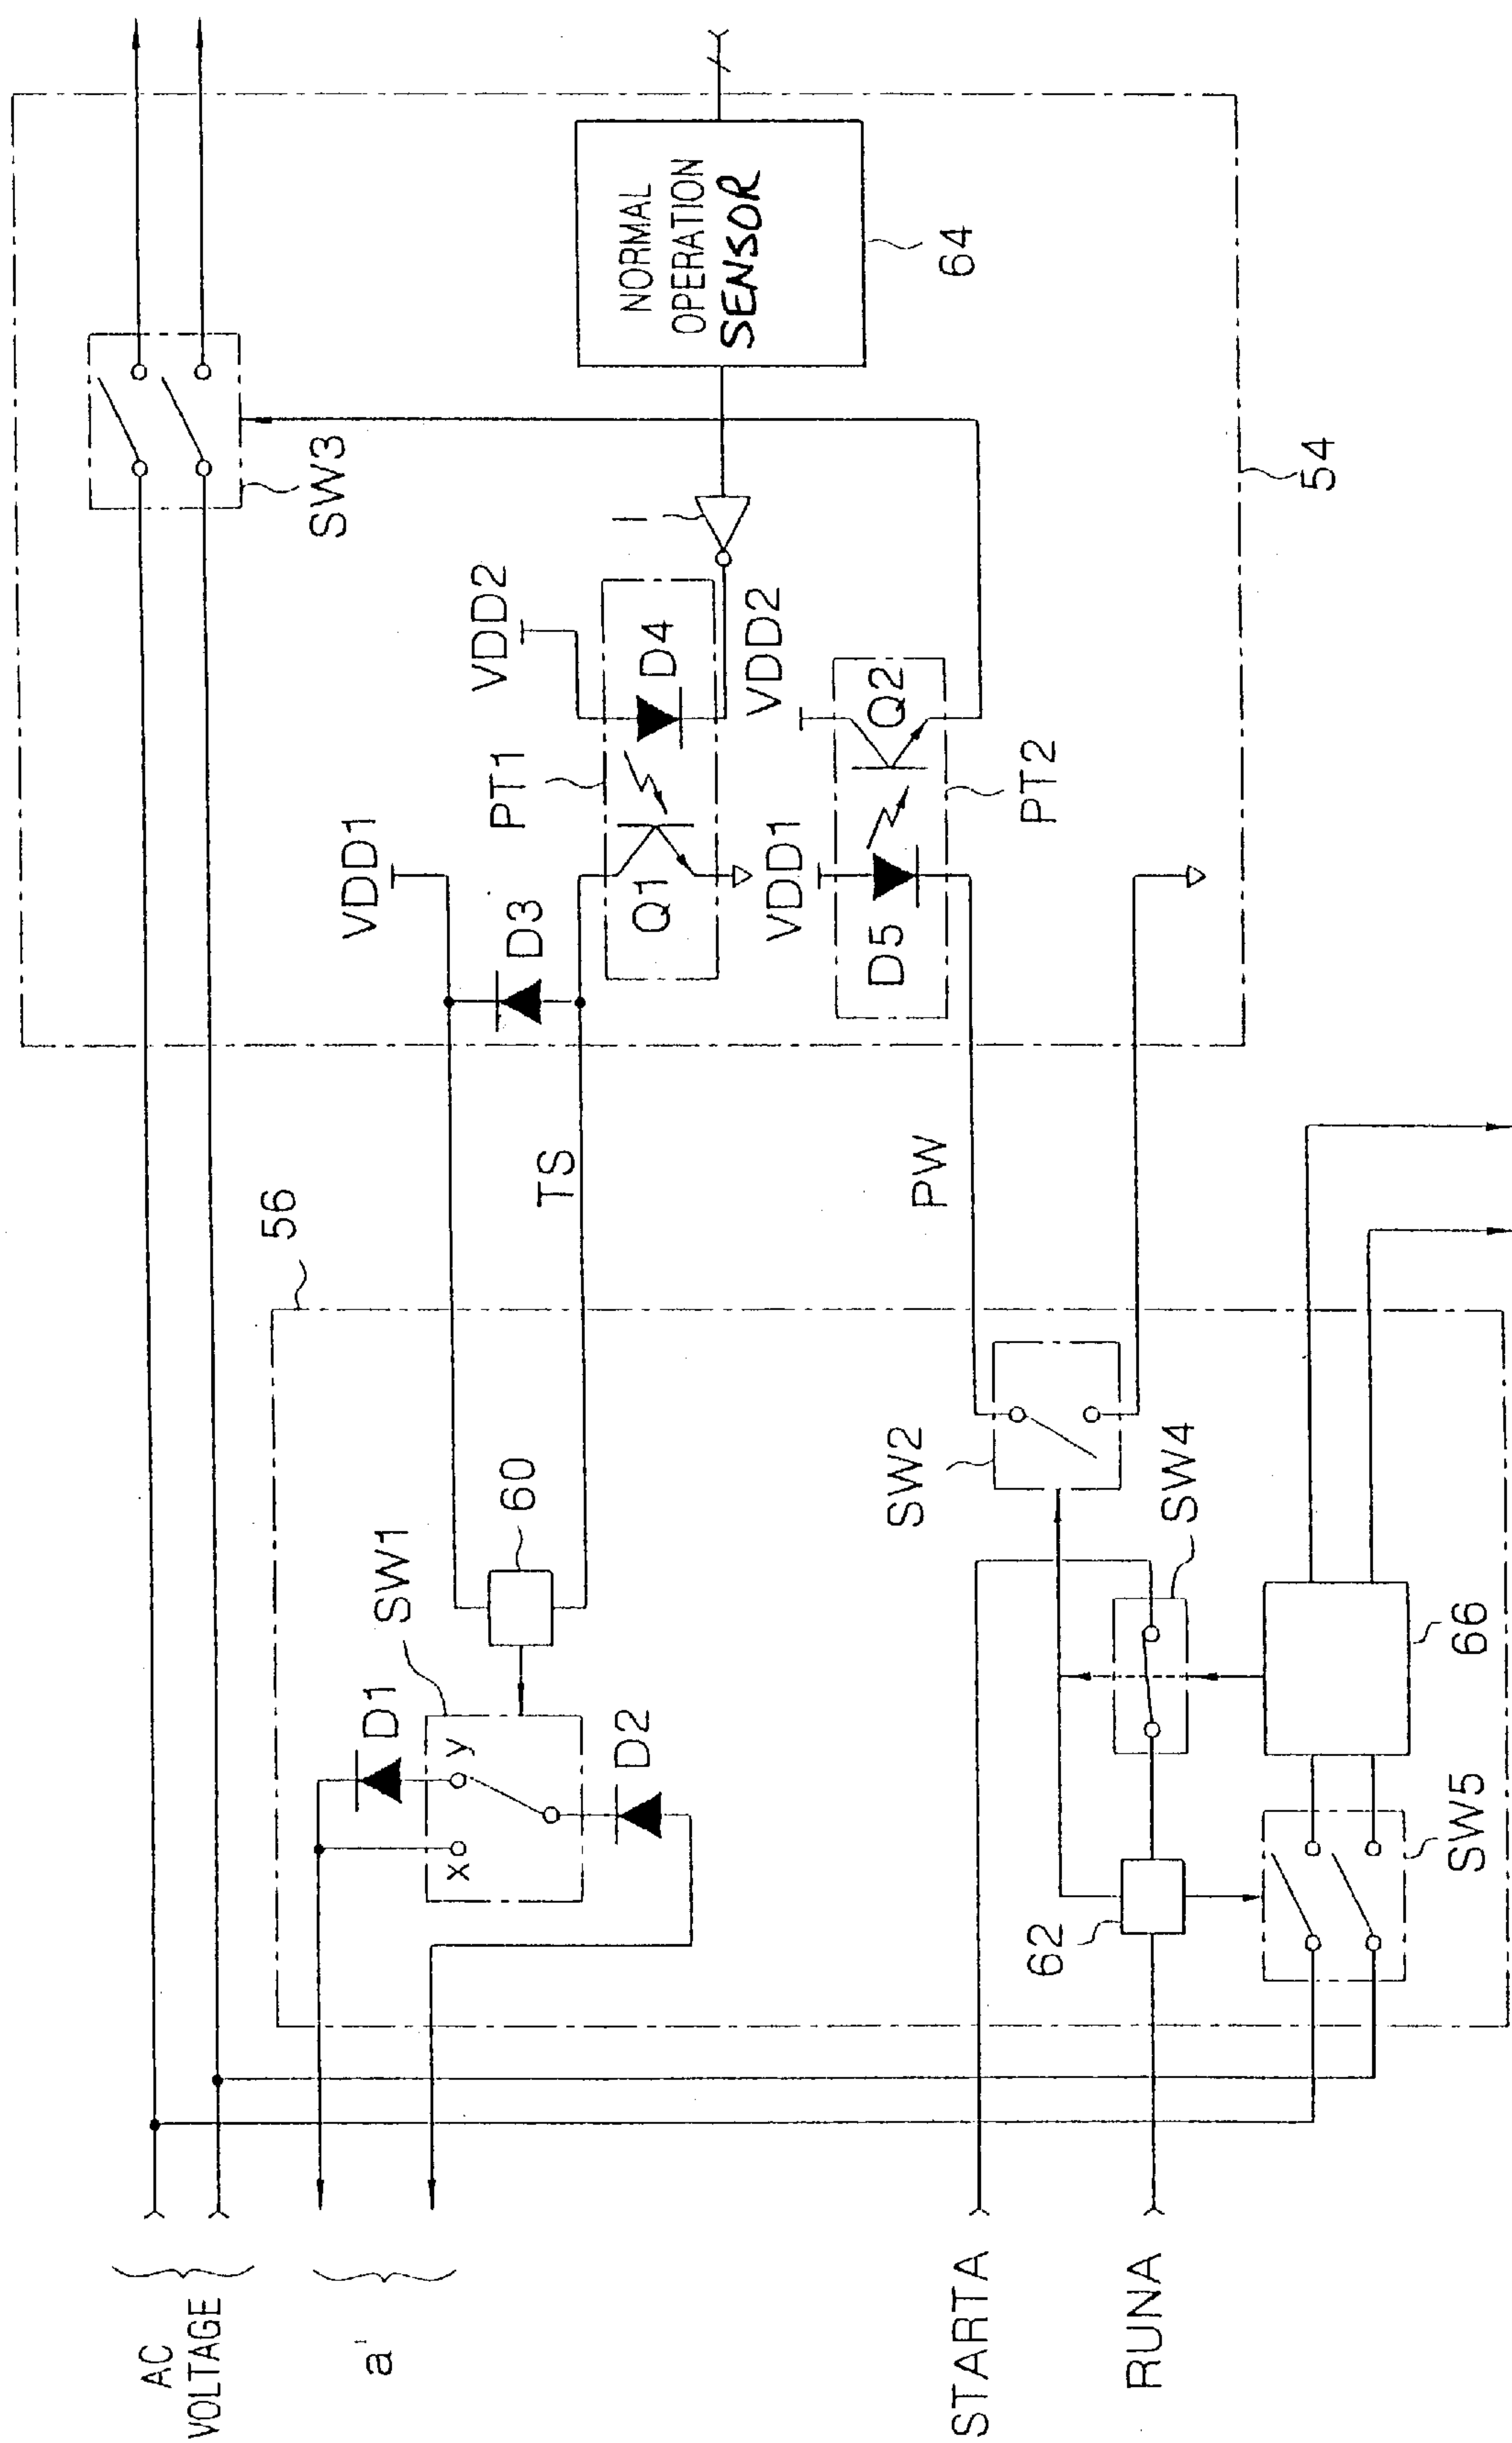 AC
VOLTAGE
a'
STARTA
RUNA
56
SW1
D1
x
y
D2
60
TS
PW
SW2
SW4
62
SW5
66
SW3
VDD1
D3
PT1
Q1
VDD2
D4
I
NORMAL
OPERATION
SENSOR
64
VDD1
D5
VDD2
Q2
PT2
54